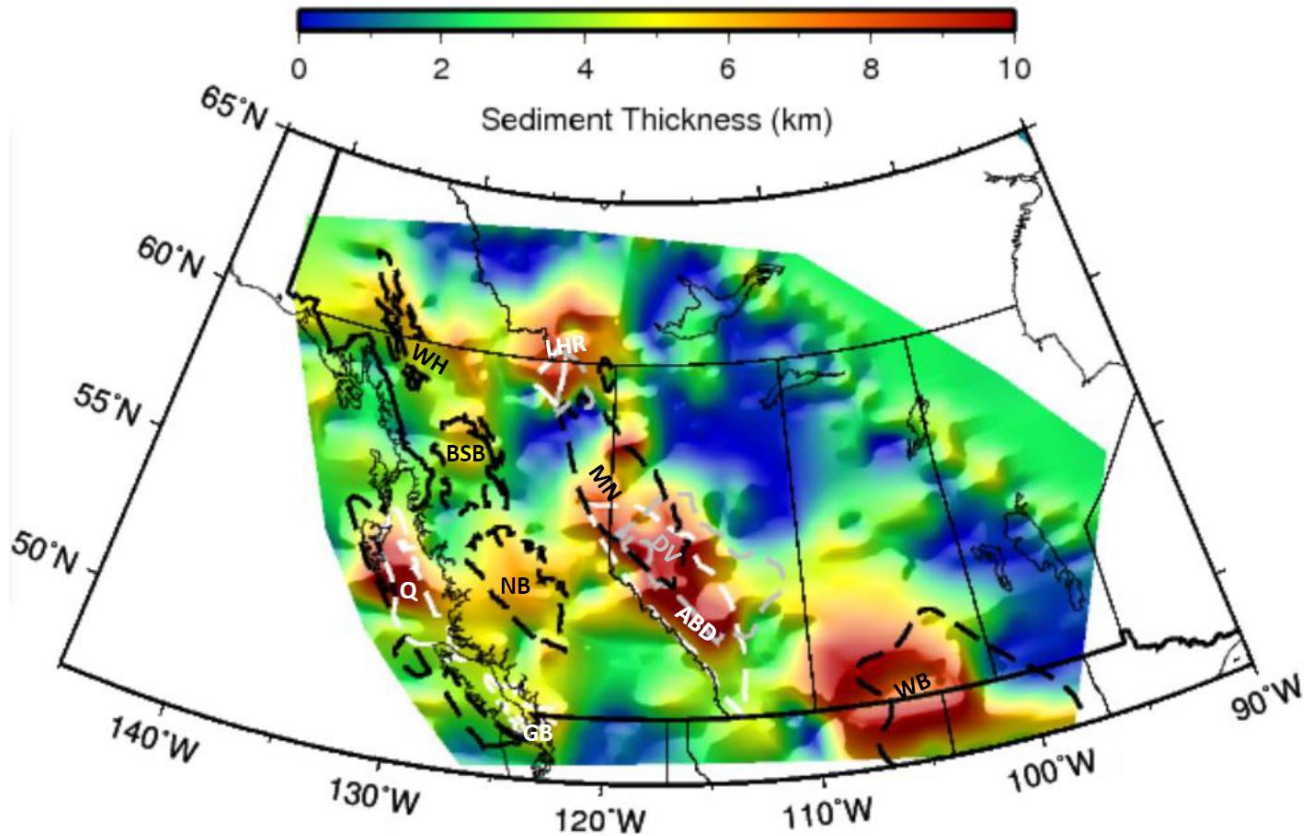 0 2 4 6 8 10
Sediment Thickness (km)
65°N
60°N
55°N
50°N
140°W
130°W
120°W
110°W
100°W
90°W
LHR
WH
BSB
MN
DV
Q
NB
ABD
WB
GB